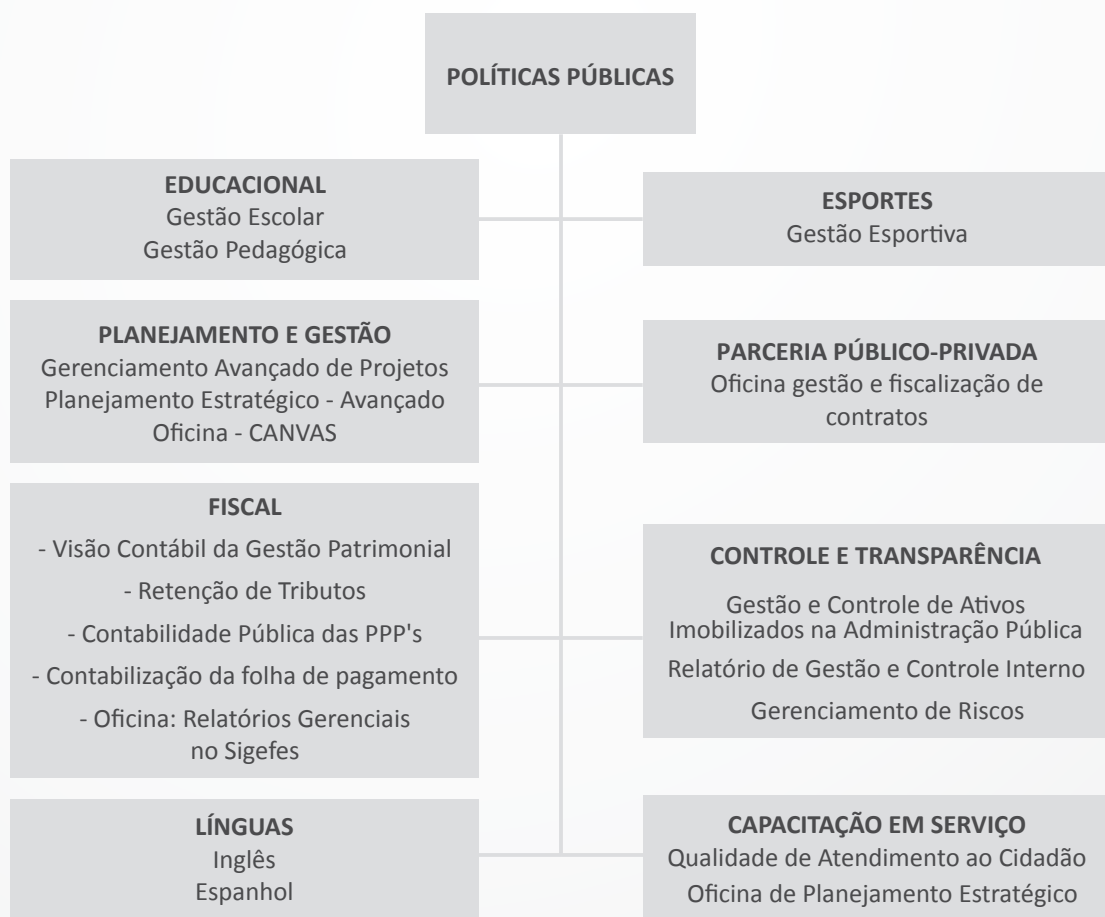 POLÍTICAS PÚBLICAS
EDUCACIONAL
Gestão Escolar
Gestão Pedagógica
ESPORTES
Gestão Esportiva
PLANEJAMENTO E GESTÃO
Gerenciamento Avançado de Projetos
Planejamento Estratégico - Avançado
Oficina - CANVAS
PARCERIA PÚBLICO-PRIVADA
Oficina gestão e fiscalização de
contratos
FISCAL
- Visão Contábil da Gestão Patrimonial
- Retenção de Tributos
- Contabilidade Pública das PPP's
- Contabilização da folha de pagamento
- Oficina: Relatórios Gerenciais
no Sigefes
CONTROLE E TRANSPARÊNCIA
Gestão e Controle de Ativos
Imobilizados na Administração Pública
Relatório de Gestão e Controle Interno
Gerenciamento de Riscos
LÍNGUAS
Inglês
Espanhol
CAPACITAÇÃO EM SERVIÇO
Qualidade de Atendimento ao Cidadão
Oficina de Planejamento Estratégico